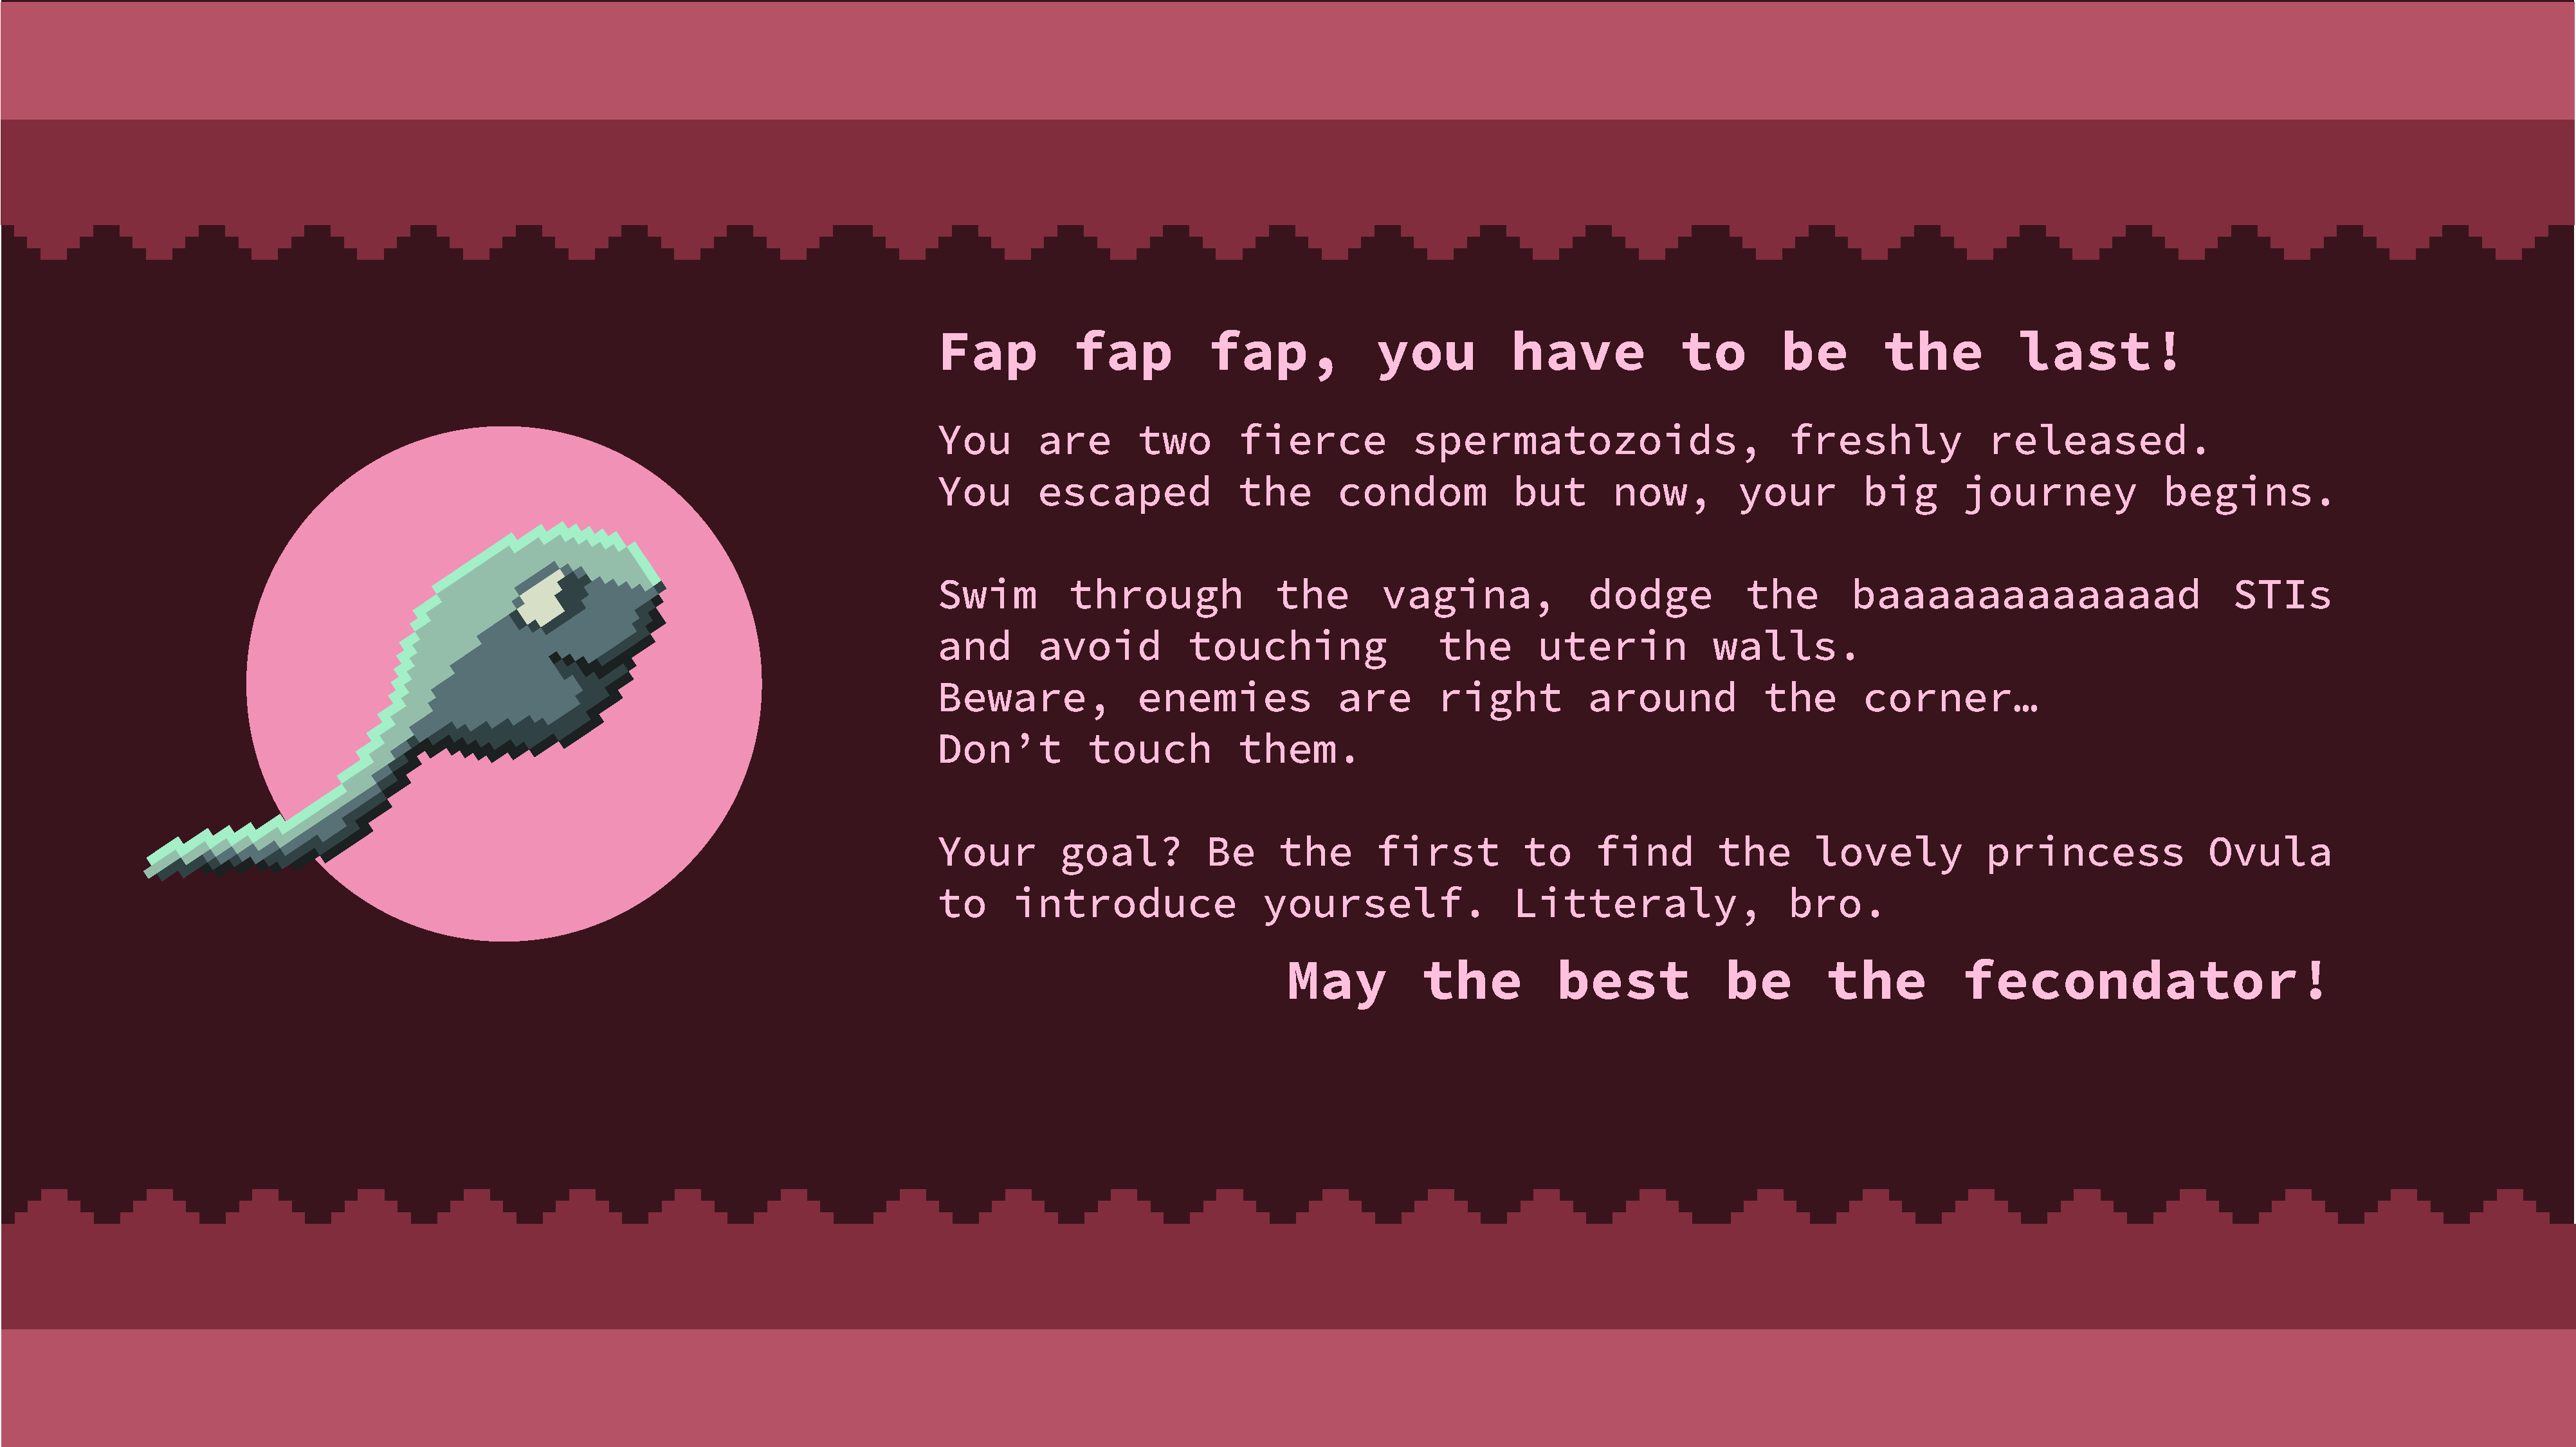 Fap fap fap, you have to be the last!
You are two fierce spermatozoids, freshly released.
You escaped the condom but now, your big journey begins.
Swim through the vagina, dodge the baaaaaaaaaaaaad STIs
and avoid touching  the uterin walls.
Beware, enemies are right around the corner…
Don’t touch them.
Your goal? Be the first to find the lovely princess Ovula
to introduce yourself. Litteraly, bro.
May the best be the fecondator!